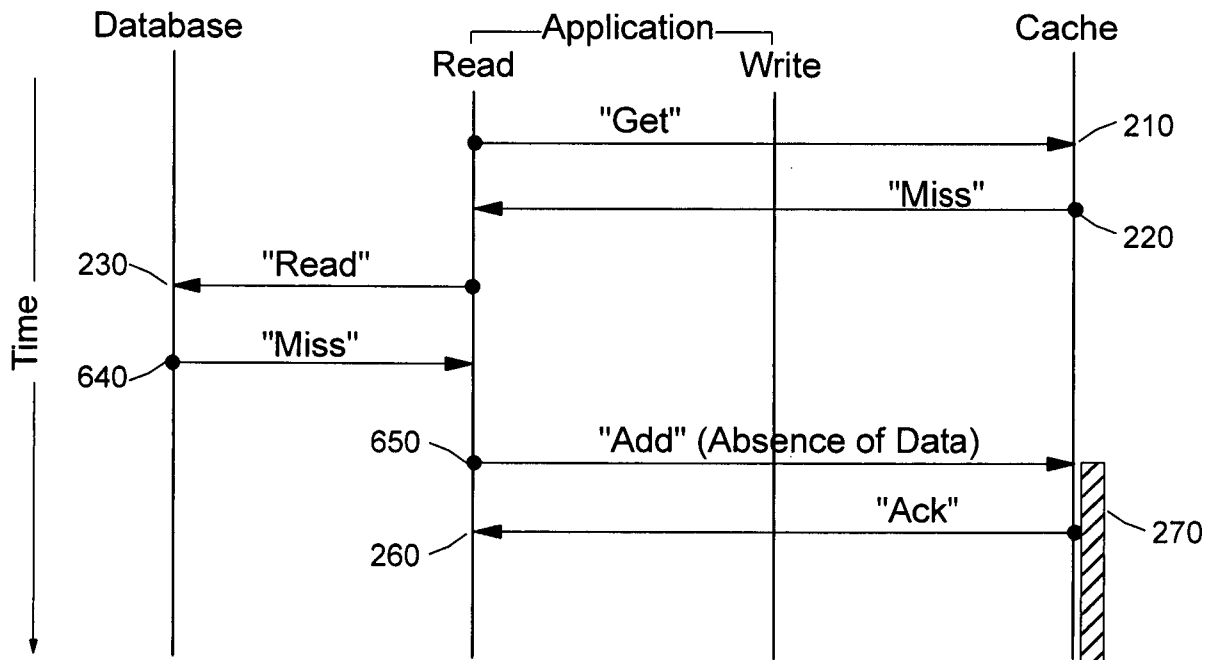 Database
Application
Cache
Read
Write
"Get"
210
"Miss"
220
230
"Read"
Time
"Miss"
640
650
"Add" (Absence of Data)
"Ack"
260
270